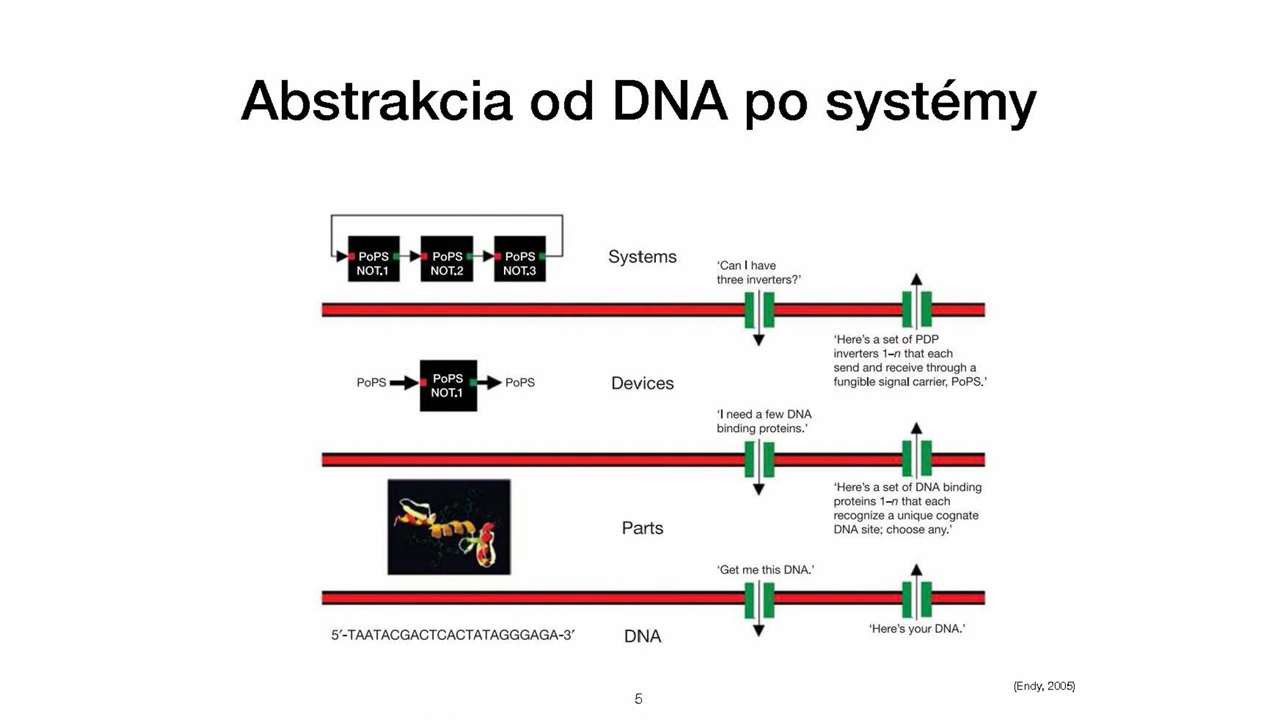 Abstrakcia od DNA po systémy
PoPS
NOT.1
PoPS
NOT.2
PoPS
NOT.3
Systems
'Can I have
three inverters?'
'Here's a set of PDP
inverters 1–n that each
send and receive through a
fungible signal carrier, PoPS.'
PoPS
PoPS
NOT.1
PoPS
Devices
'I need a few DNA
binding proteins.'
'Here's a set of DNA binding
proteins 1–n that each
recognize a unique cognate
DNA site; choose any.'
Parts
'Get me this DNA.'
5′-TAATACGACTCACTATAGGGAGA-3′
DNA
'Here's your DNA.'
(Endy, 2005)
5